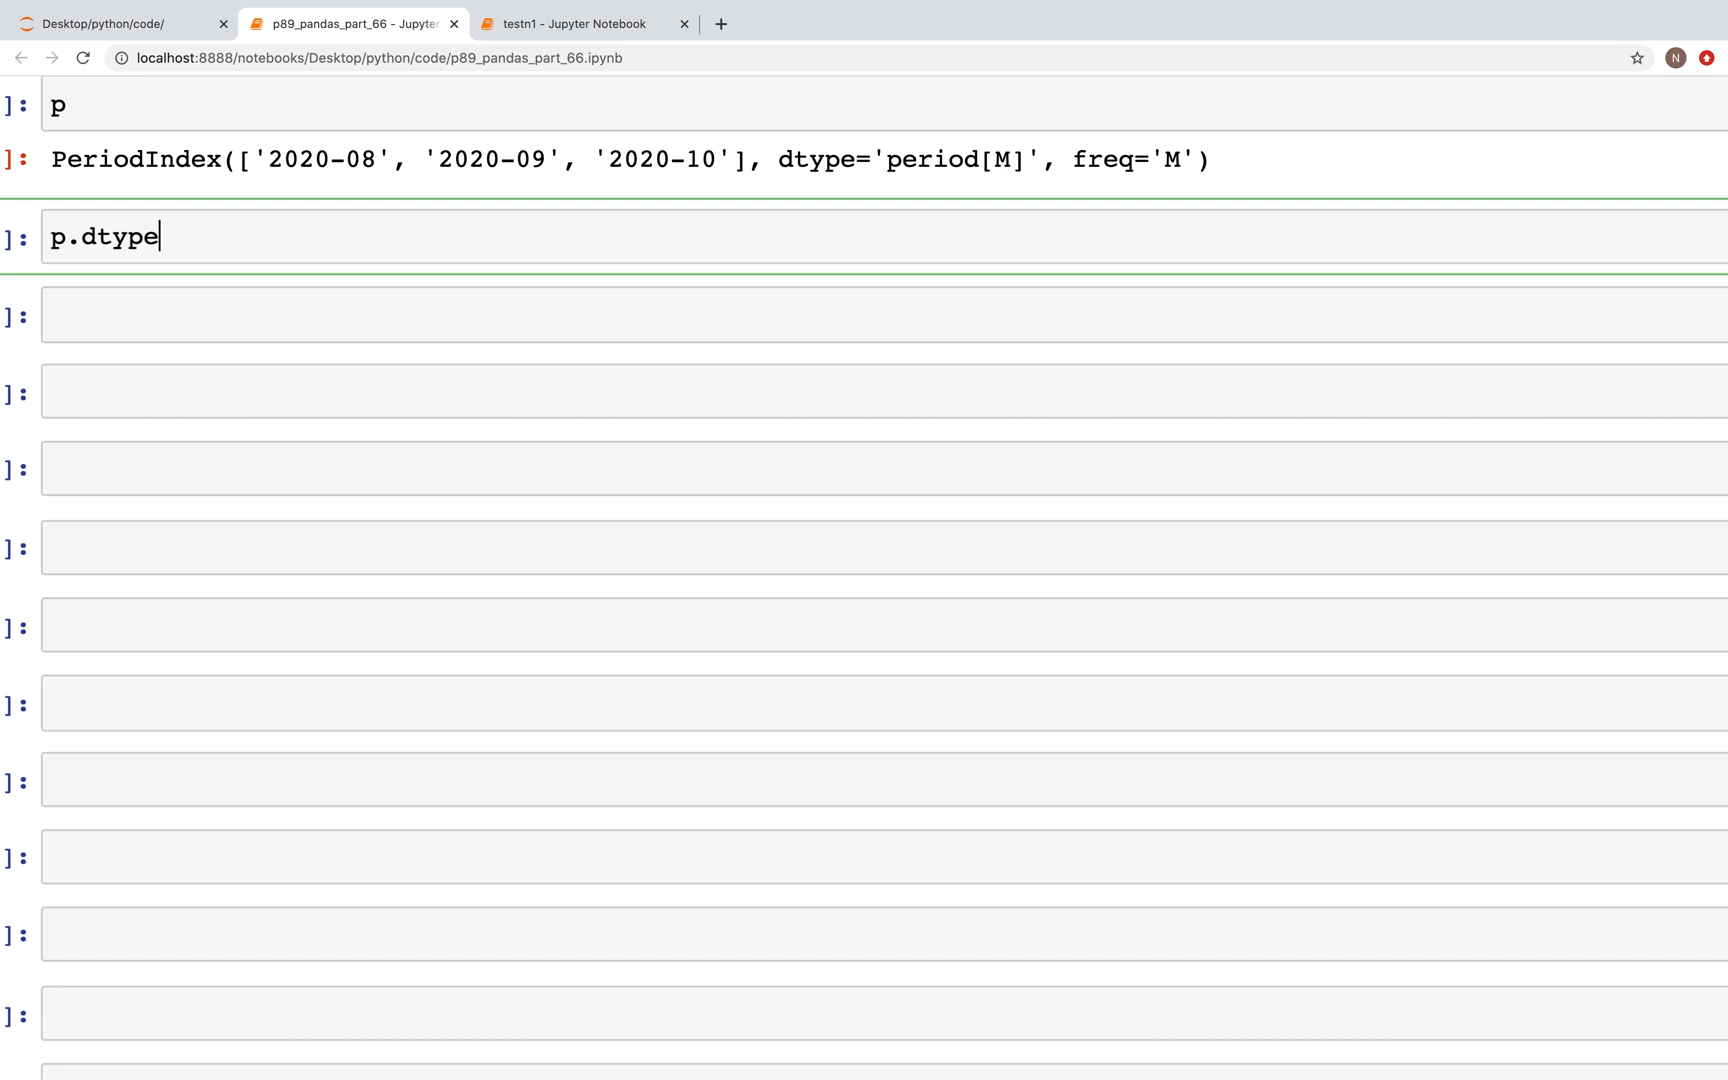 Desktop/python/code/
p89_pandas_part_66 - Jupyter
testn1 - Jupyter Notebook
localhost:8888/notebooks/Desktop/python/code/p89_pandas_part_66.ipynb
N
]: p
]: PeriodIndex(['2020-08', '2020-09', '2020-10'], dtype='period[M]', freq='M')
]: p.dtype
]:
]:
]:
]:
]:
]:
]:
]:
]:
]: